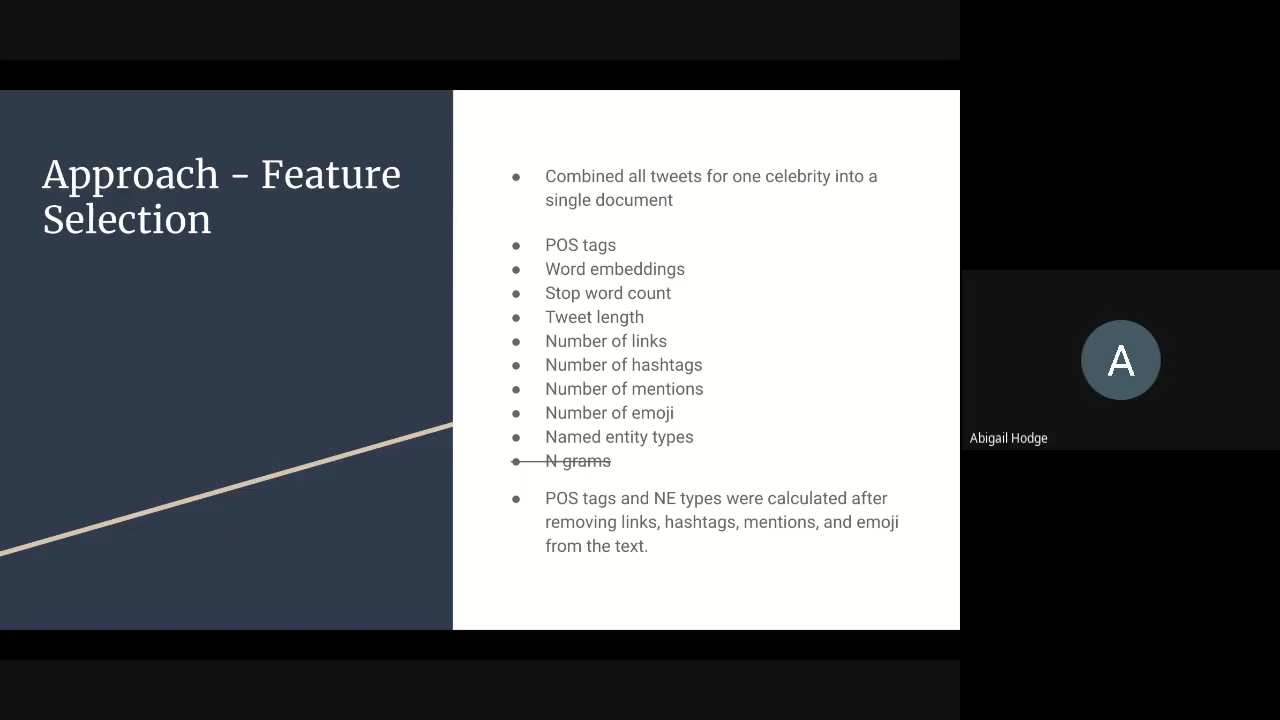 Approach - Feature
Selection
Combined all tweets for one celebrity into a
single document
POS tags
Word embeddings
Stop word count
Tweet length
Number of links
Number of hashtags
Number of mentions
Number of emoji
Named entity types
N grams
POS tags and NE types were calculated after
removing links, hashtags, mentions, and emoji
from the text.
A
Abigail Hodge